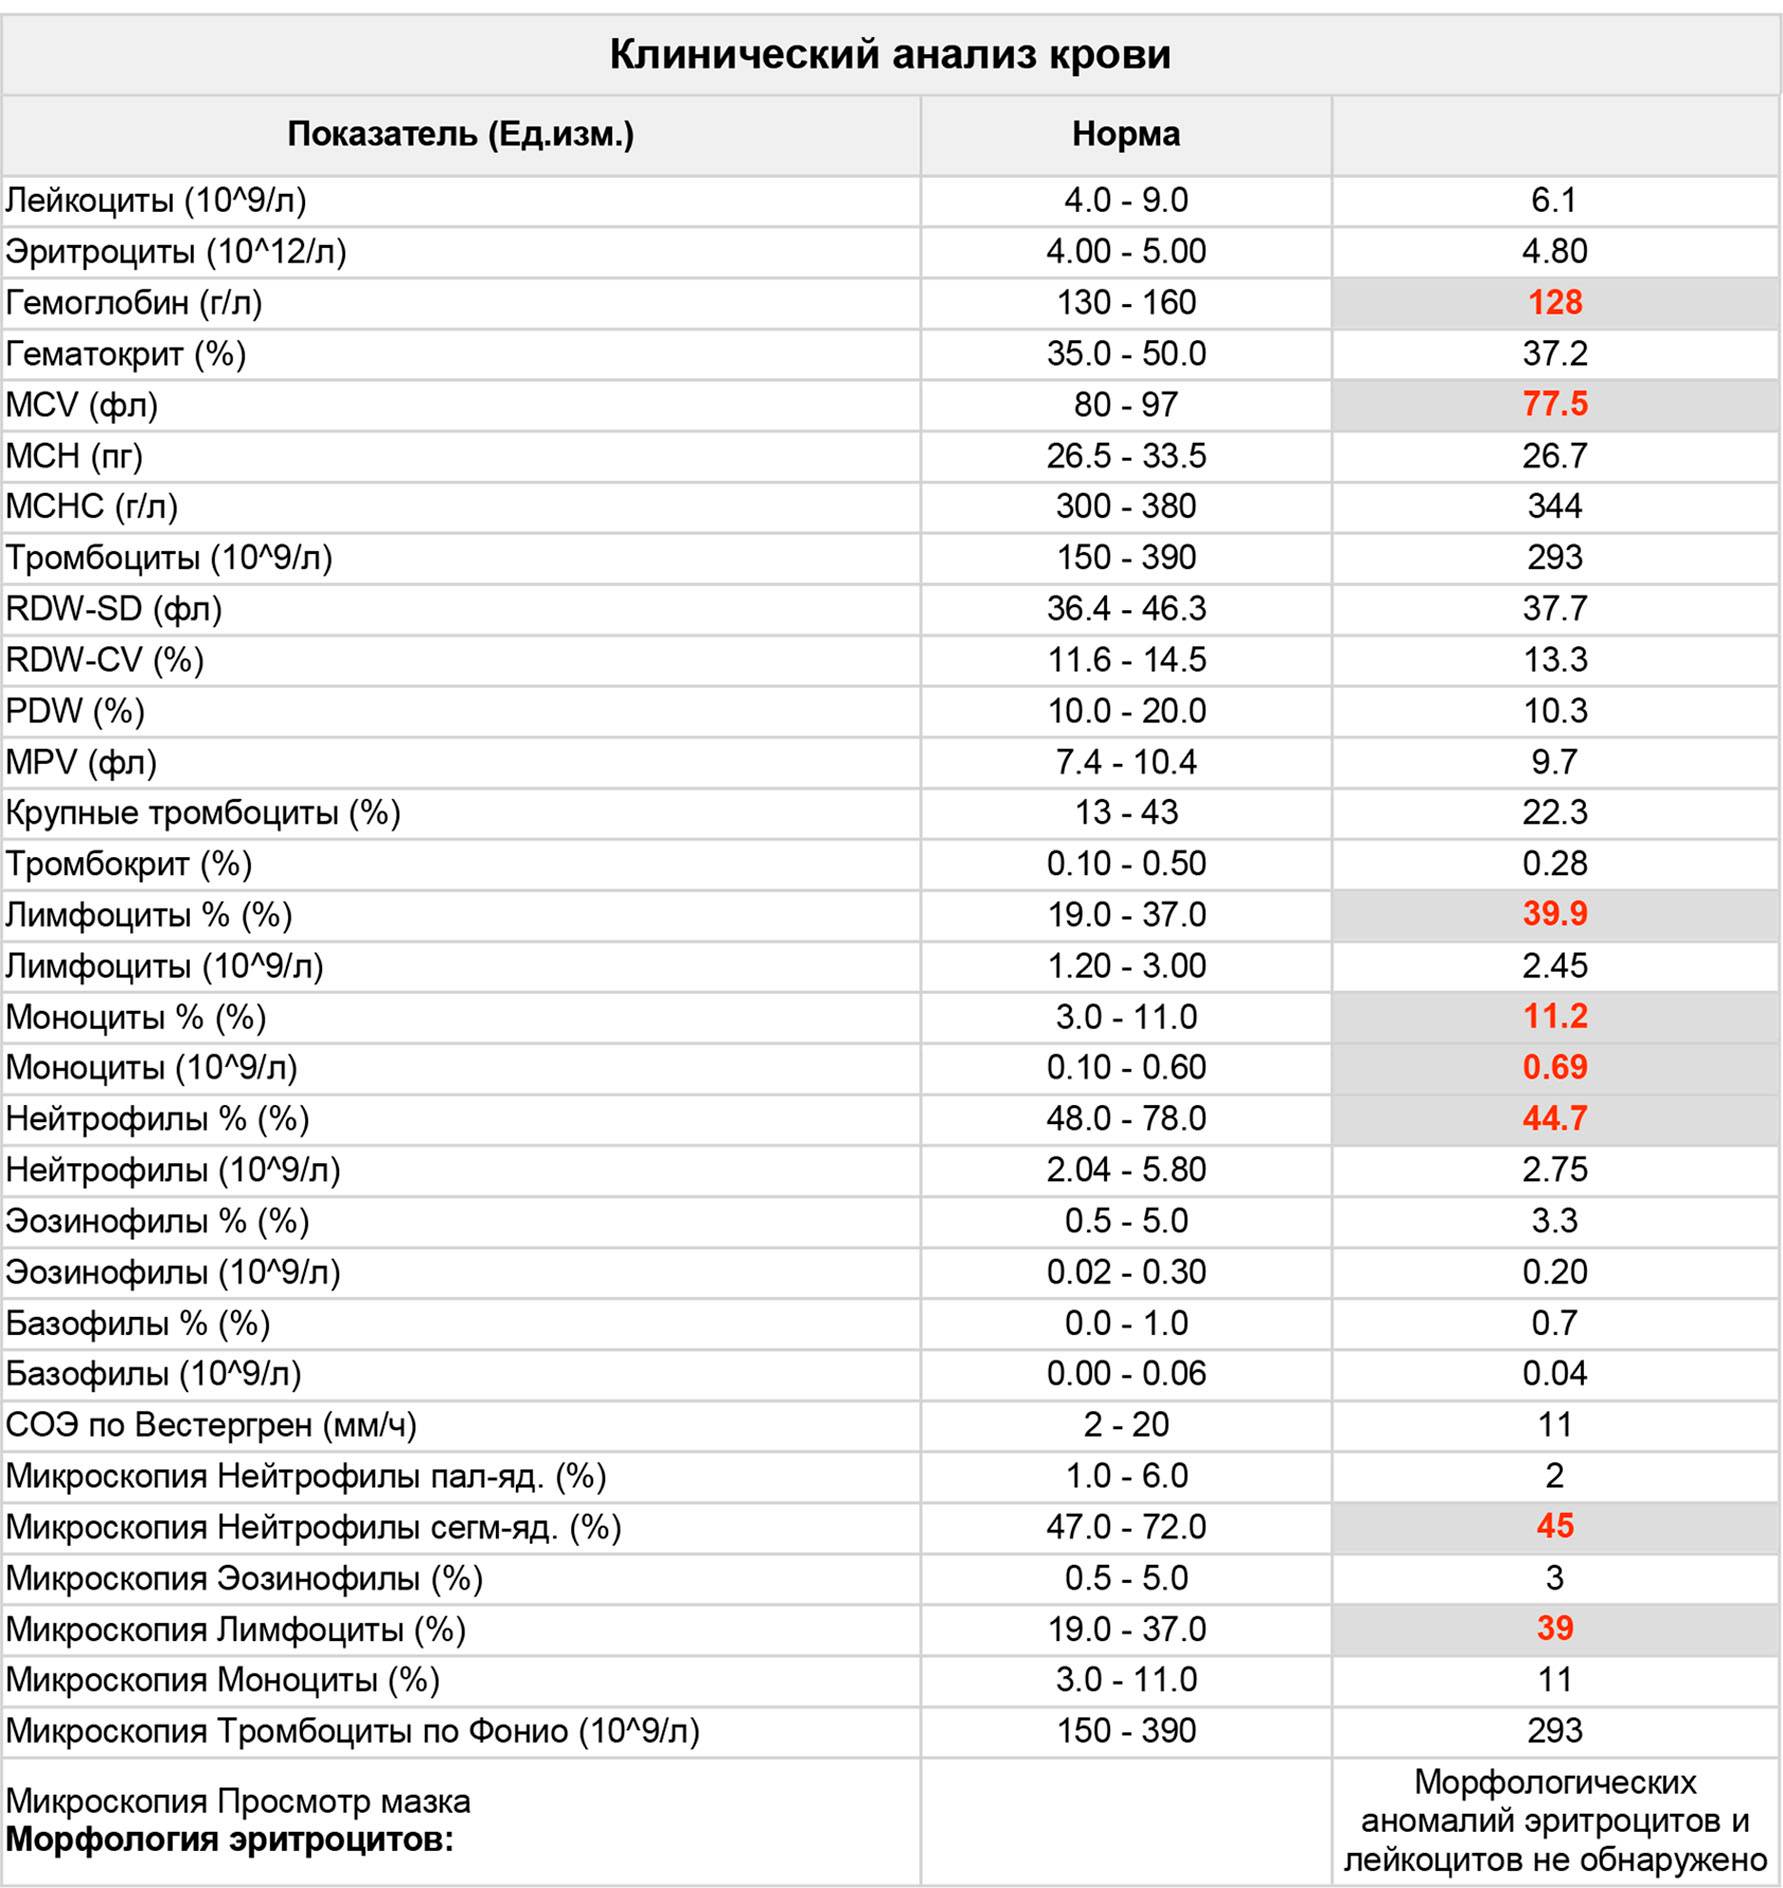 Клинический анализ крови
Показатель (Ед.изм.) Норма
Лейкоциты (10^9/л) 4.0 - 9.0 6.1
Эритроциты (10^12/л) 4.00 - 5.00 4.80
Гемоглобин (г/л) 130 - 160 128
Гематокрит (%) 35.0 - 50.0 37.2
MCV (фл) 80 - 97 77.5
MCH (пг) 26.5 - 33.5 26.7
MCHC (г/л) 300 - 380 344
Тромбоциты (10^9/л) 150 - 390 293
RDW-SD (фл) 36.4 - 46.3 37.7
RDW-CV (%) 11.6 - 14.5 13.3
PDW (%) 10.0 - 20.0 10.3
MPV (фл) 7.4 - 10.4 9.7
Крупные тромбоциты (%) 13 - 43 22.3
Тромбокрит (%) 0.10 - 0.50 0.28
Лимфоциты % (%) 19.0 - 37.0 39.9
Лимфоциты (10^9/л) 1.20 - 3.00 2.45
Моноциты % (%) 3.0 - 11.0 11.2
Моноциты (10^9/л) 0.10 - 0.60 0.69
Нейтрофилы % (%) 48.0 - 78.0 44.7
Нейтрофилы (10^9/л) 2.04 - 5.80 2.75
Эозинофилы % (%) 0.5 - 5.0 3.3
Эозинофилы (10^9/л) 0.02 - 0.30 0.20
Базофилы % (%) 0.0 - 1.0 0.7
Базофилы (10^9/л) 0.00 - 0.06 0.04
СОЭ по Вестергрен (мм/ч) 2 - 20 11
Микроскопия Нейтрофилы пал-яд. (%) 1.0 - 6.0 2
Микроскопия Нейтрофилы сегм-яд. (%) 47.0 - 72.0 45
Микроскопия Эозинофилы (%) 0.5 - 5.0 3
Микроскопия Лимфоциты (%) 19.0 - 37.0 39
Микроскопия Моноциты (%) 3.0 - 11.0 11
Микроскопия Тромбоциты по Фонио (10^9/л) 150 - 390 293
Микроскопия Просмотр мазка
Морфология эритроцитов:
Морфологических
аномалий эритроцитов и
лейкоцитов не обнаружено